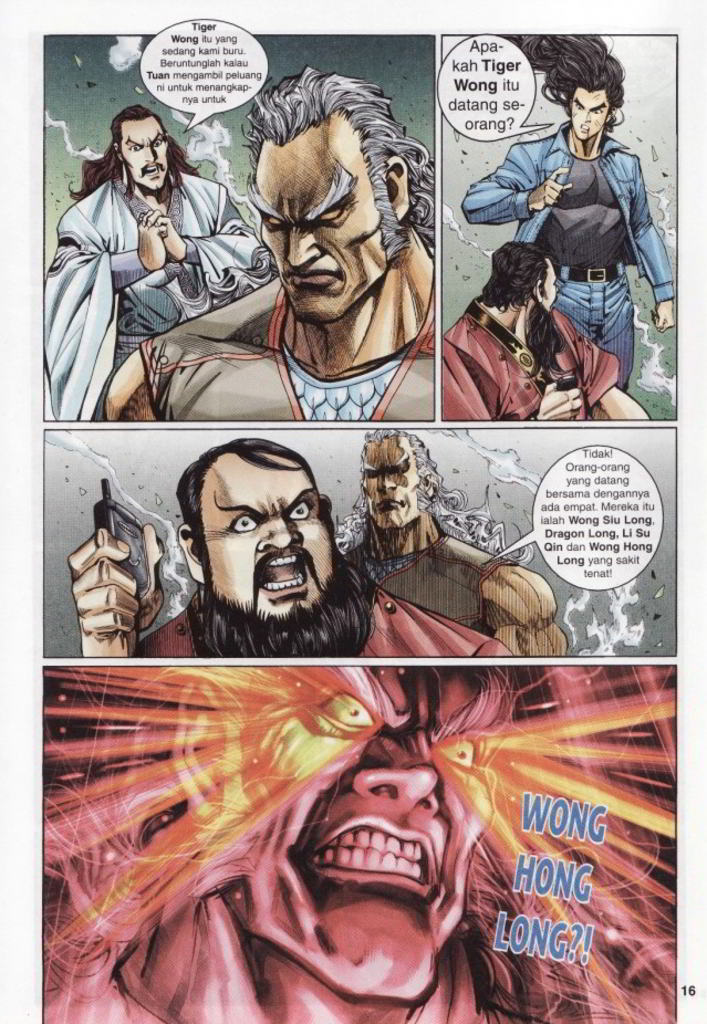 Tiger
Wong itu yang
sedang kami buru.
Beruntunglah kalau
Tuan mengambil peluang
ni untuk menangkap-
nya untuk
Apa-
kah Tiger
Wong itu
datang se-
orang?
Tidak!
Orang-orang
yang datang
bersama dengannya
ada empat. Mereka itu
ialah Wong Siu Long,
Dragon Long, Li Su
Qin dan Wong Hong
Long yang sakit
tenat!
WONG
HONG
LONG?!
16